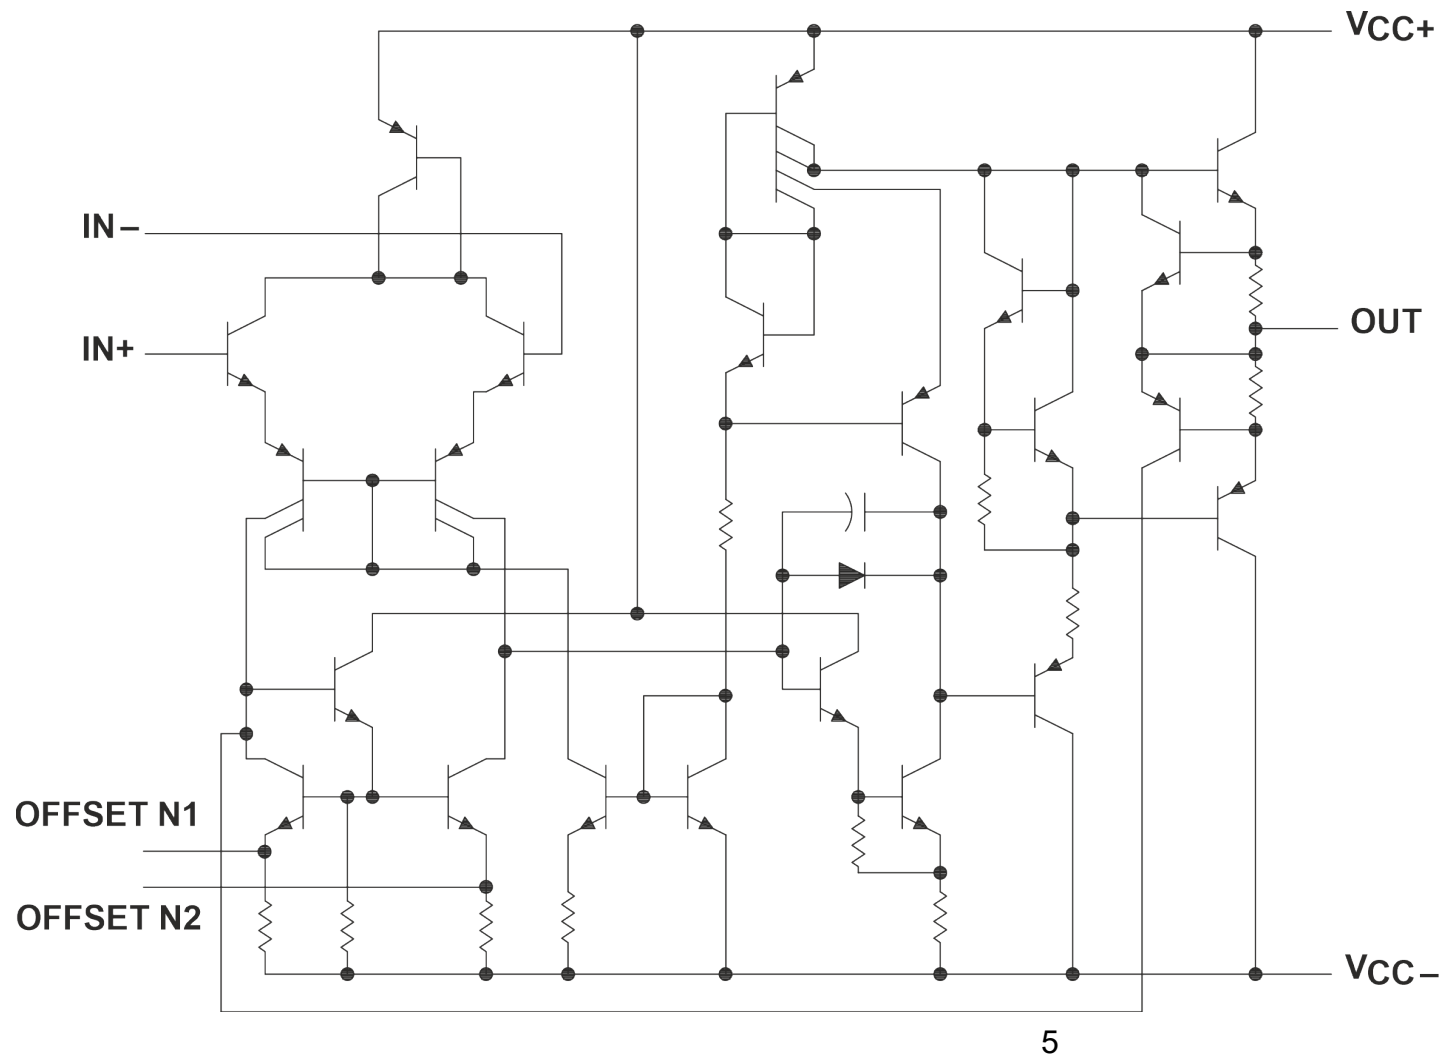 VCC+
IN−
IN+
OUT
OFFSET N1
OFFSET N2
VCC−
5